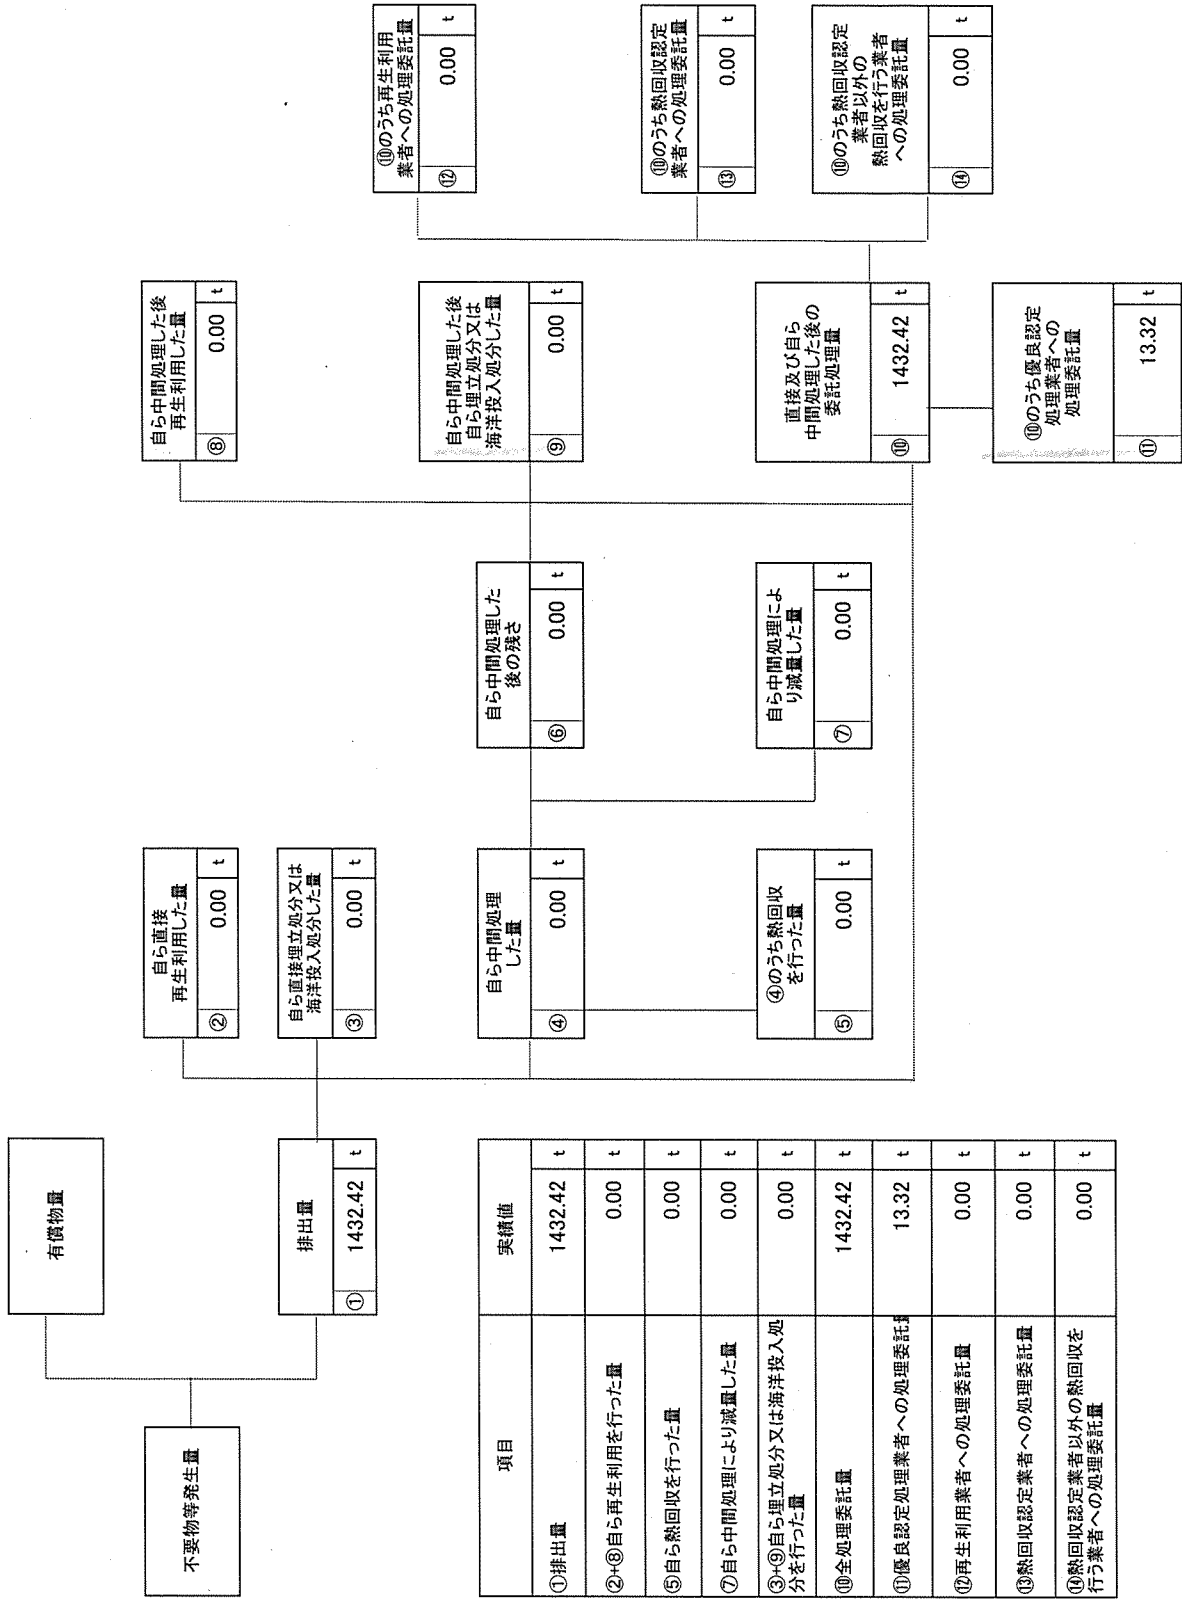 不要物等発生量
有償物量
排出量
① 1432.42 t
自ら直接
再生利用した量
② 0.00 t
自ら直接埋立処分又は
海洋投入処分した量
③ 0.00 t
自ら中間処理
した量
④ 0.00 t
④のうち熱回収
を行った量
⑤ 0.00 t
自ら中間処理した
後の残さ
⑥ 0.00 t
自ら中間処理によ
り減量した量
⑦ 0.00 t
自ら中間処理した後
再生利用した量
⑧ 0.00 t
自ら中間処理した後
自ら埋立処分又は
海洋投入処分した量
⑨ 0.00 t
直接及び自ら
中間処理した後の
委託処理量
⑩ 1432.42 t
⑩のうち優良認定
処理業者への
処理委託量
⑪ 13.32 t
⑩のうち再生利用
業者への処理委託量
⑫ 0.00 t
⑩のうち熱回収認定
業者への処理委託量
⑬ 0.00 t
⑩のうち熱回収認定
業者以外の
熱回収を行う業者
への処理委託量
⑭ 0.00 t
項目 実績値
①排出量 1432.42 t
②+⑧自ら再生利用を行った量 0.00 t
⑤自ら熱回収を行った量 0.00 t
⑦自ら中間処理により減量した量 0.00 t
③+⑨自ら埋立処分又は海洋投入処
分を行った量 0.00 t
⑩全処理委託量 1432.42 t
⑪優良認定処理業者への処理委託量 13.32 t
⑫再生利用業者への処理委託量 0.00 t
⑬熱回収認定業者への処理委託量 0.00 t
⑭熱回収認定業者以外の熱回収を
行う業者への処理委託量 0.00 t